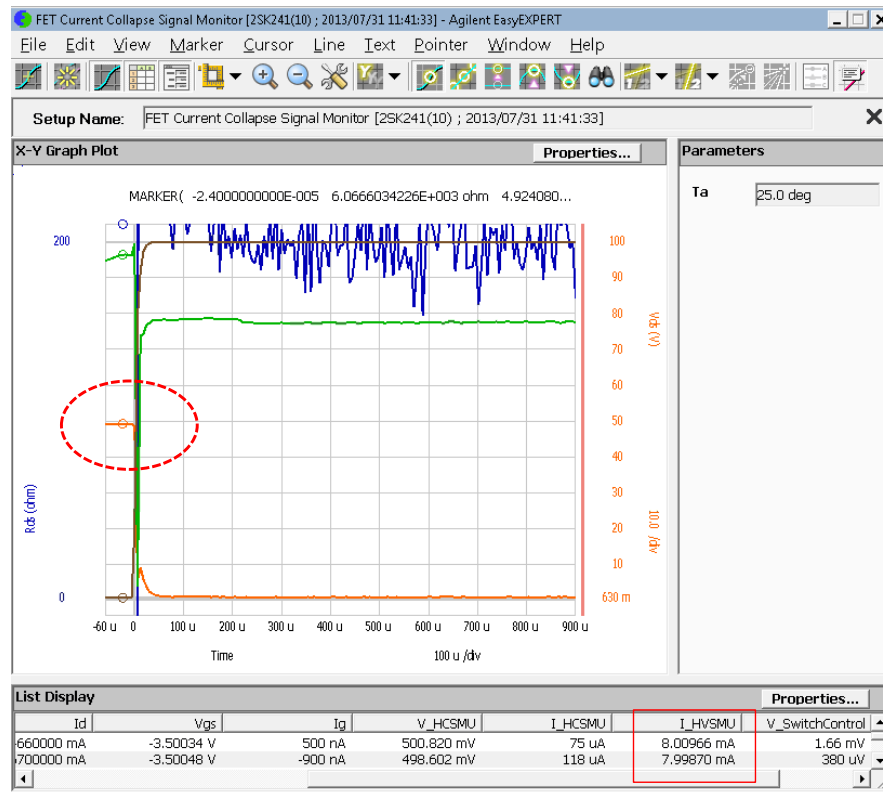 FET Current Collapse Signal Monitor [2SK241(10) ; 2013/07/31 11:41:33] - Agilent EasyEXPERT
File Edit View Marker Cursor Line Text Pointer Window Help
Setup Name: FET Current Collapse Signal Monitor [2SK241(10) ; 2013/07/31 11:41:33]
X-Y Graph Plot Properties... Parameters
MARKER( -2.4000000000E-005 6.0666034226E+003 ohm 4.924080...
Ta 25.0 deg
200 100
90
80
Vds (V)
70
60
50
40
Rds (ohm)
30
20
10.0 /div
10
0 630 m
-60 u 0 100 u 200 u 300 u 400 u 500 u 600 u 700 u 800 u 900 u
Time 100 u /div
List Display Properties...
Id Vgs Ig V_HCSMU I_HCSMU I_HVSMU V_SwitchControl
-660000 mA -3.50034 V 500 nA 500.820 mV 75 uA 8.00966 mA 1.66 mV
700000 mA -3.50048 V -900 nA 498.602 mV 118 uA 7.99870 mA 380 uV